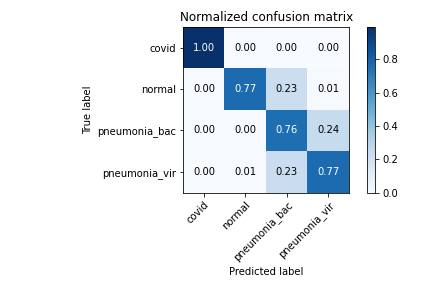 Normalized confusion matrix
covid 1.00 0.00 0.00 0.00
normal 0.00 0.77 0.23 0.01
pneumonia_bac 0.00 0.00 0.76 0.24
pneumonia_vir 0.00 0.01 0.23 0.77
True label
covid normal pneumonia_bac pneumonia_vir
Predicted label
0.8
0.6
0.4
0.2
0.0